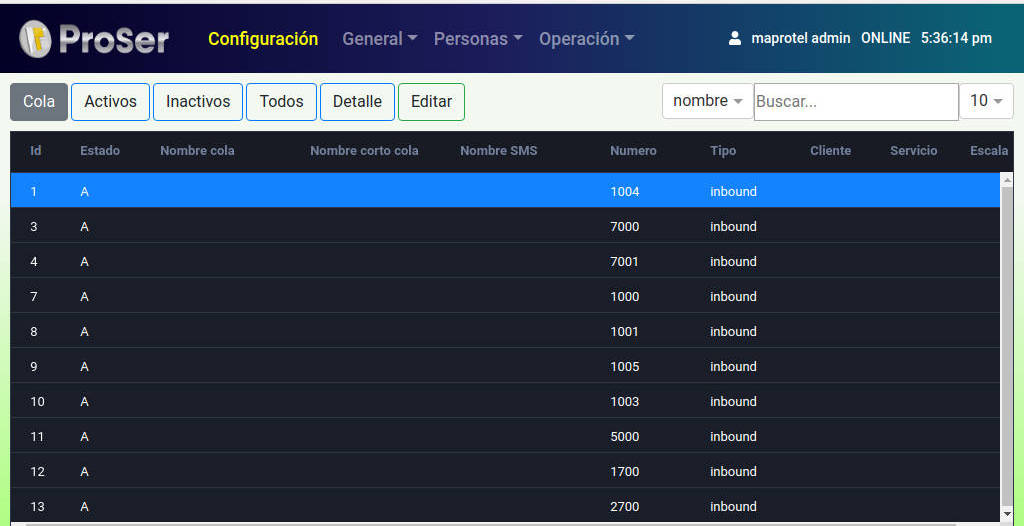 ProSer Configuración General Personas Operación maprotel admin ONLINE 5:36:14 pm
Cola Activos Inactivos Todos Detalle Editar nombre Buscar... 10
Id Estado Nombre cola Nombre corto cola Nombre SMS Numero Tipo Cliente Servicio Escala
1 A 1004 inbound
3 A 7000 inbound
4 A 7001 inbound
7 A 1000 inbound
8 A 1001 inbound
9 A 1005 inbound
10 A 1003 inbound
11 A 5000 inbound
12 A 1700 inbound
13 A 2700 inbound